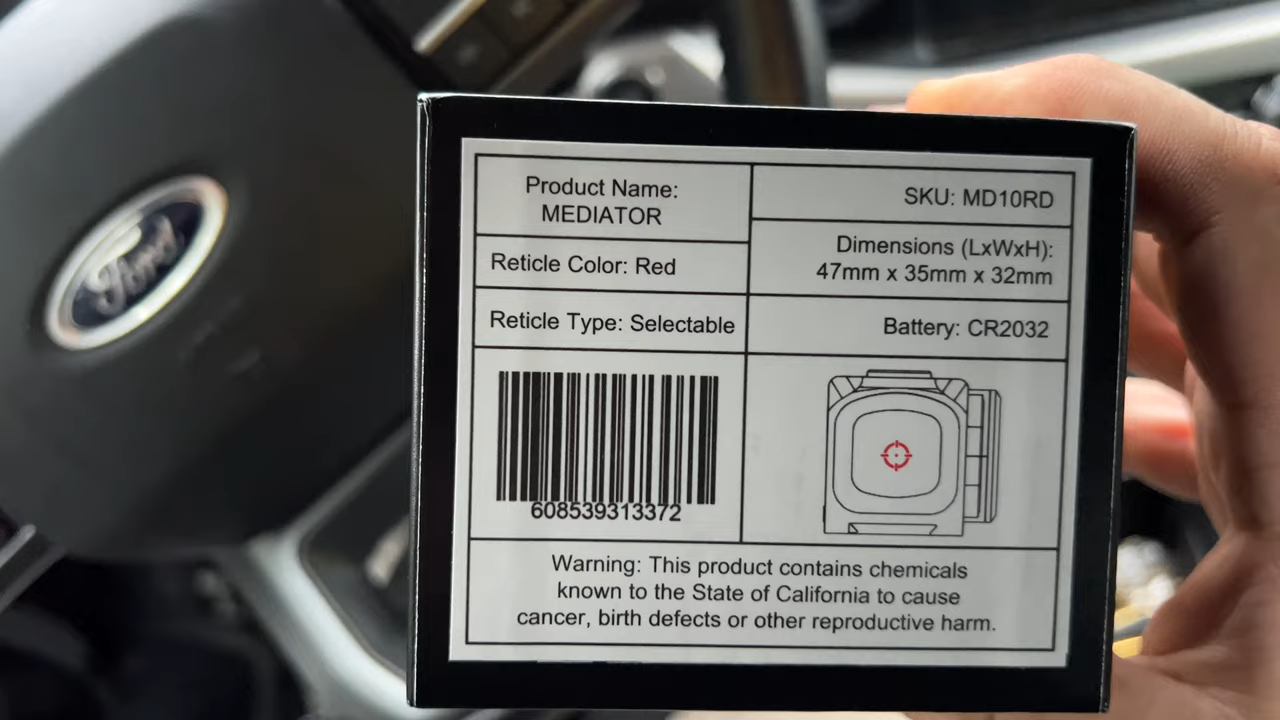 Ford
Product Name:
MEDIATOR
SKU: MD10RD
Reticle Color: Red
Dimensions (LxWxH):
47mm x 35mm x 32mm
Reticle Type: Selectable
Battery: CR2032
608539313372
Warning: This product contains chemicals
known to the State of California to cause
cancer, birth defects or other reproductive harm.